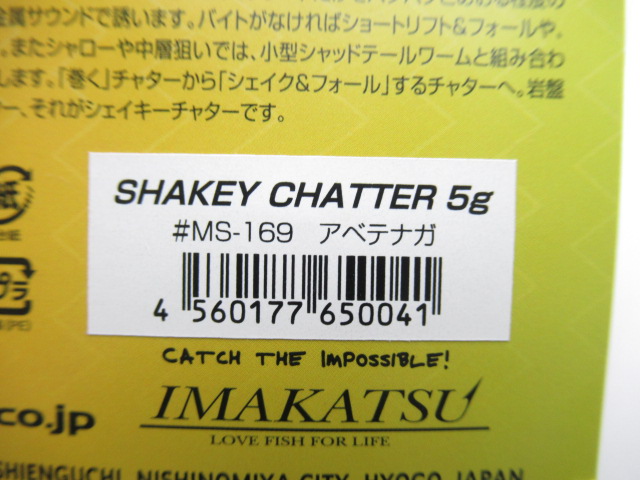 金属サウンドで誘います。バイトがなければショートリフト&フォールや、
。またシャローや中層狙いでは、小型シャッドテールワームと組み合わ
します。「巻く」チャターから「シェイク&フォール」するチャターへ。岩盤
ー、それがシェイキーチャターです。
SHAKEY CHATTER 5g
#MS-169 アベテナガ
4 560177 650041
紙
プラ
(PE)
CATCH THE IMPOSSIBLE!
co.jp
IMAKATSU
LOVE FISH FOR LIFE
SHIENGUCHI, NISHINOMIYA CITY, HYOGO JAPAN